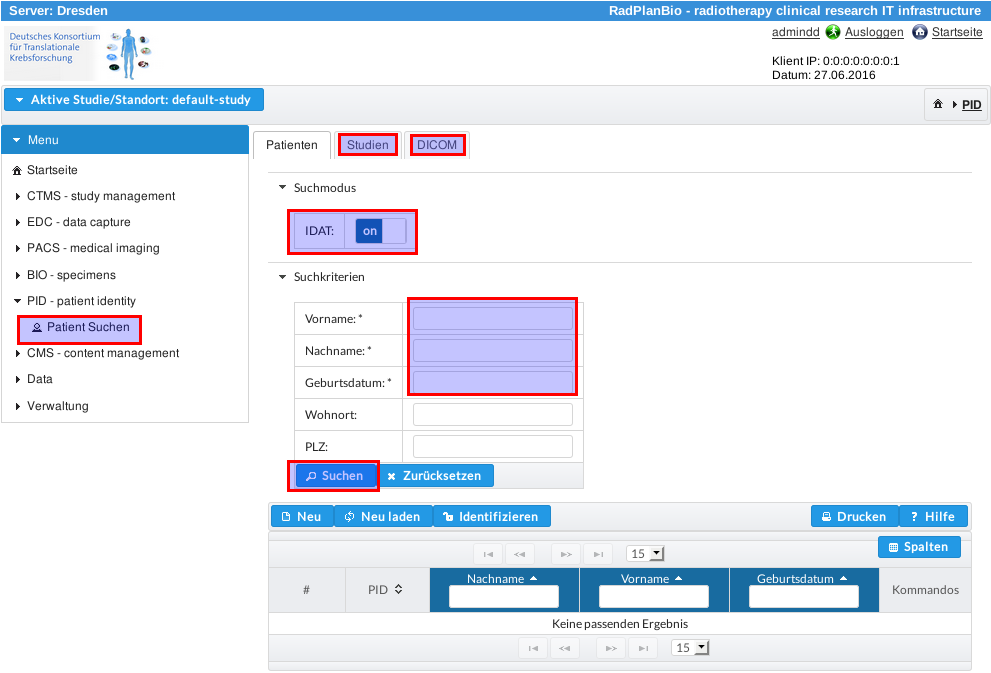 Server: Dresden
RadPlanBio - radiotherapy clinical research IT infrastructure
Deutsches Konsortium
für Translationale
Krebsforschung
admindd Ausloggen Startseite
Klient IP: 0:0:0:0:0:0:0:1
Datum: 27.06.2016
Aktive Studie/Standort: default-study
PID
Menu
Startseite
CTMS - study management
EDC - data capture
PACS - medical imaging
BIO - specimens
PID - patient identity
Patient Suchen
CMS - content management
Data
Verwaltung
Patienten Studien DICOM
Suchmodus
IDAT: on
Suchkriterien
Vorname: *
Nachname: *
Geburtsdatum: *
Wohnort:
PLZ:
Suchen Zurücksetzen
Neu Neu laden Identifizieren Drucken Hilfe
15
Spalten
# PID Nachname Vorname Geburtsdatum Kommandos
Keine passenden Ergebnis
15